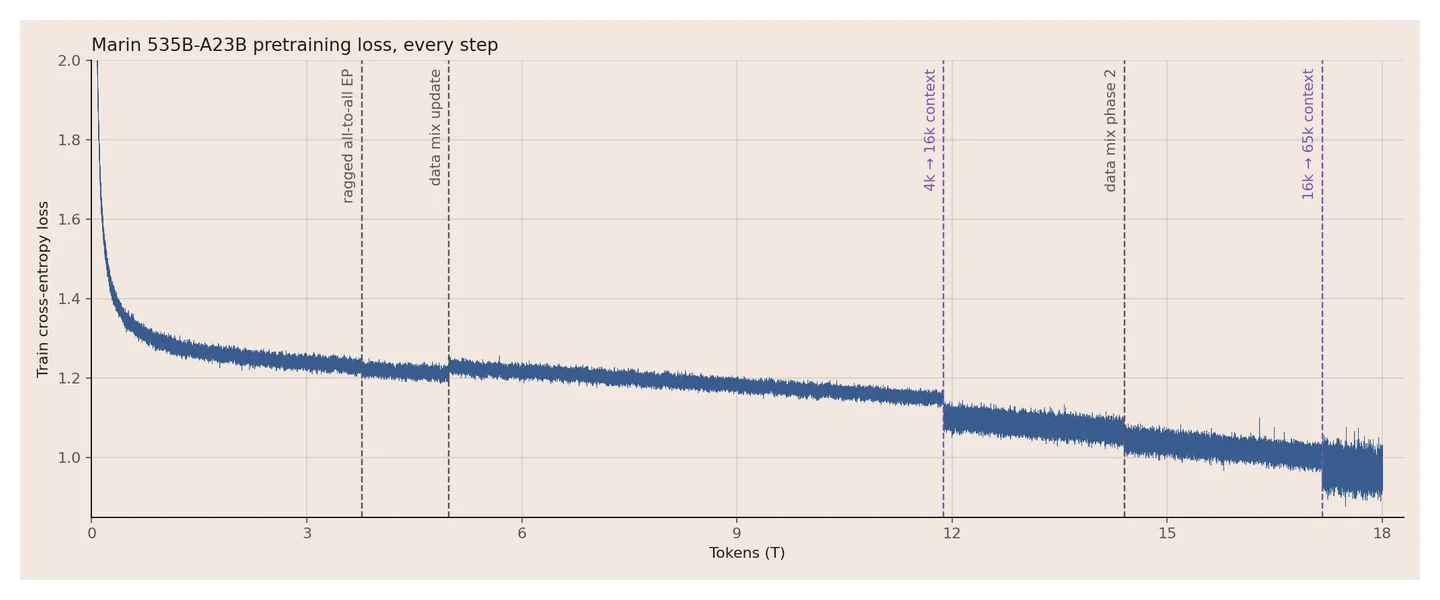 Marin 535B-A23B pretraining loss, every step
2.0
1.8
1.6
1.4
1.2
1.0
Train cross-entropy loss
ragged all-to-all EP
data mix update
4k → 16k context
data mix phase 2
16k → 65k context
0
3
6
9
12
15
18
Tokens (T)